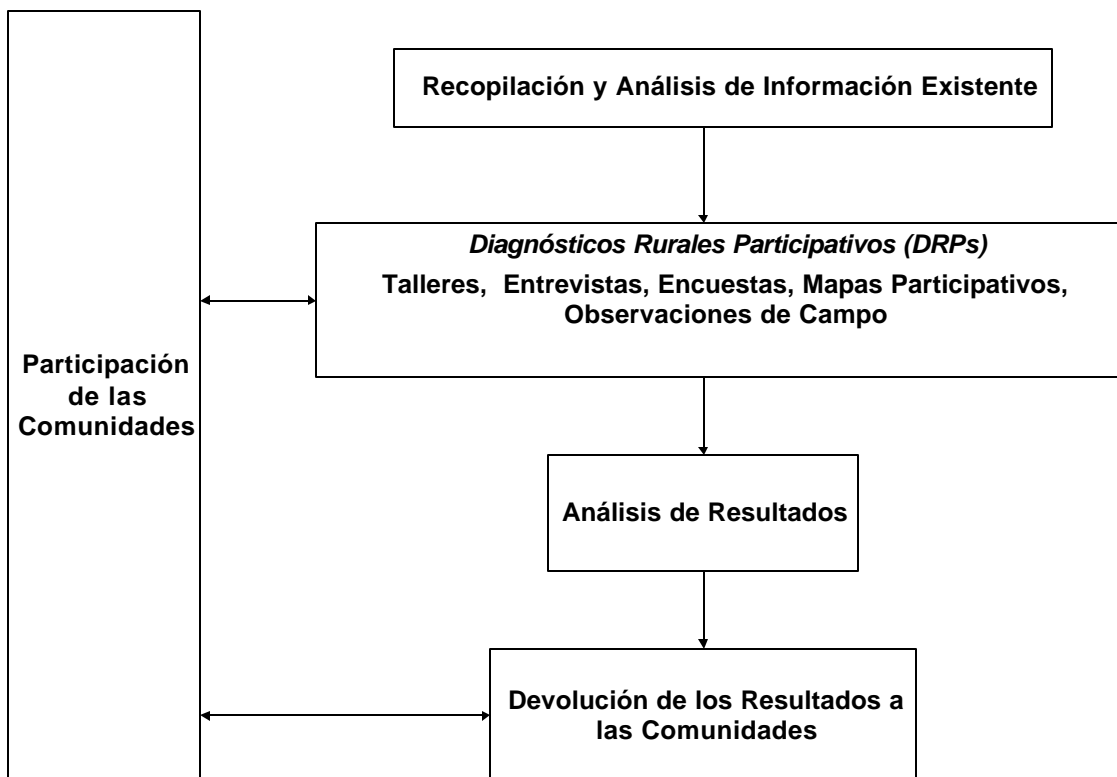 Recopilación y Análisis de Información Existente
Diagnósticos Rurales Participativos (DRPs)
Talleres, Entrevistas, Encuestas, Mapas Participativos,
Observaciones de Campo
Participación
de las
Comunidades
Análisis de Resultados
Devolución de los Resultados a
las Comunidades